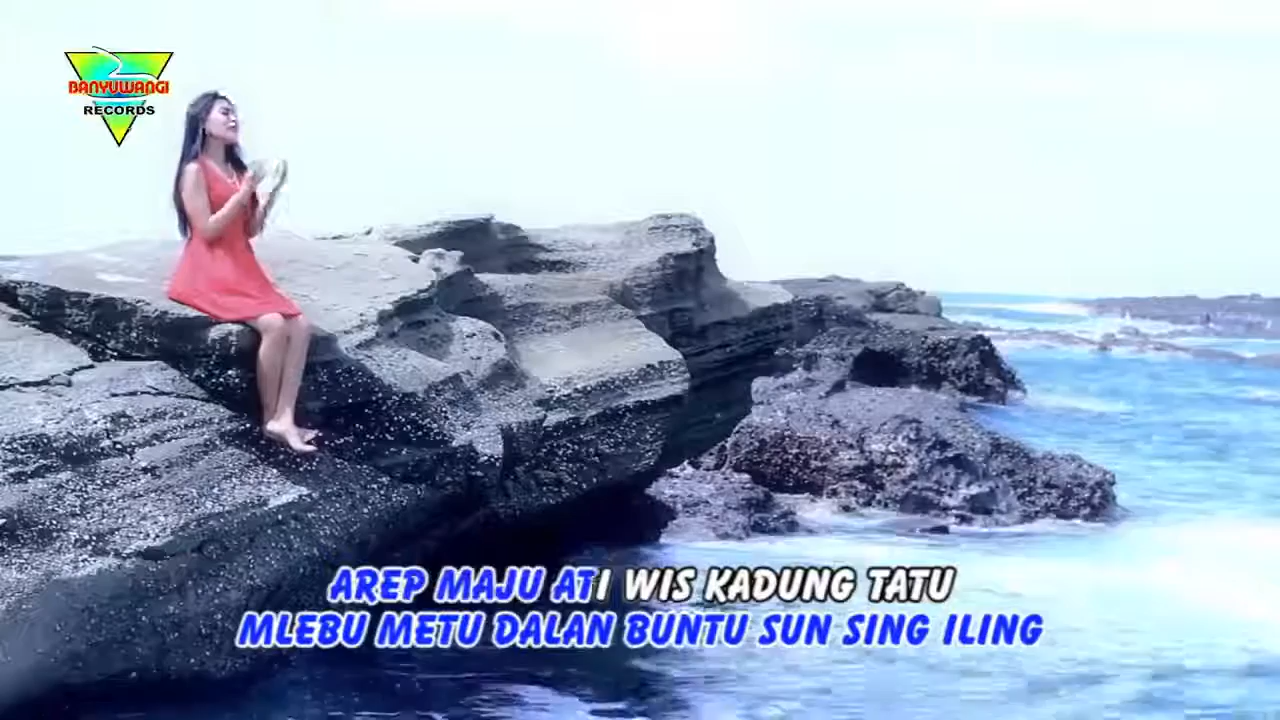 BANYUWANGI
RECORDS
AREP MAJU ATI WIS KADUNG TATU
MLEBU METU DALAN BUNTU SUN SING ILING